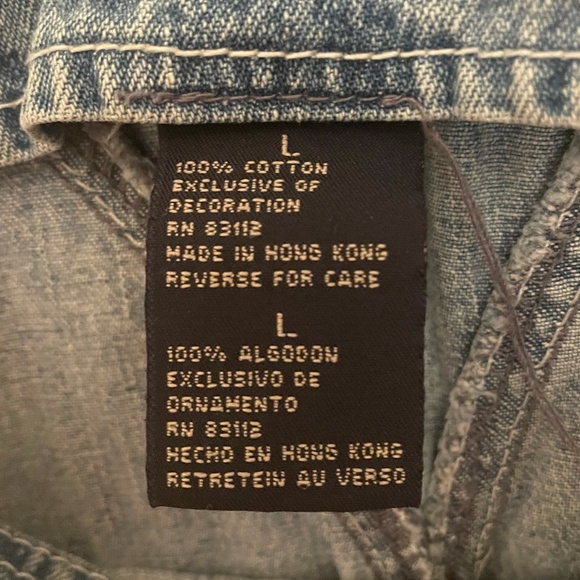 L
100% COTTON
EXCLUSIVE OF
DECORATION
RN 83112
MADE IN HONG KONG
REVERSE FOR CARE
L
100% ALGODON
EXCLUSIVO DE
ORNAMENTO
RN 83112
HECHO EN HONG KONG
RETRETEIN AU VERSO